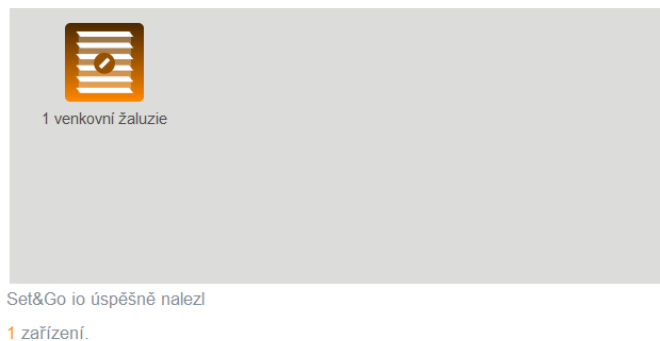 1 venkovní žaluzie
Set&Go io úspěšně nalezl
1 zařízení.